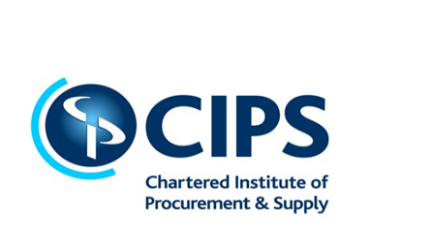 CIPS
Chartered Institute of
Procurement & Supply